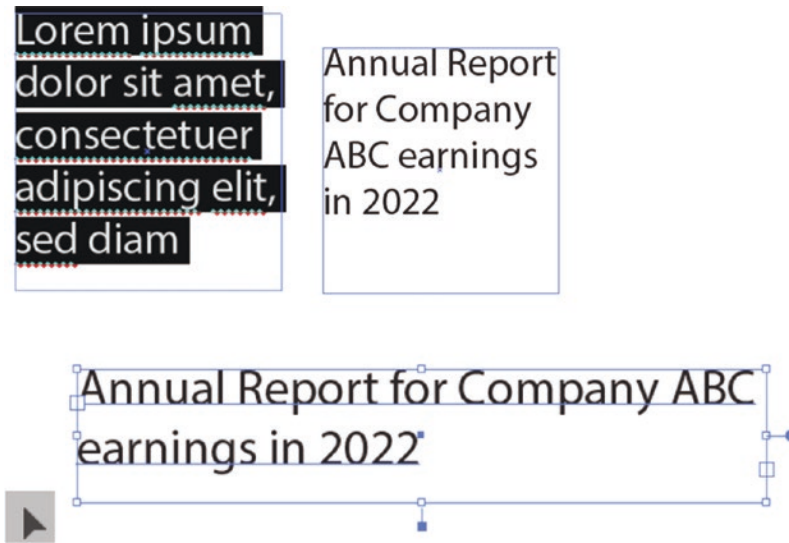 Lorem ipsum
dolor sit amet,
consectetuer
adipiscing elit,
sed diam
Annual Report
for Company
ABC earnings
in 2022
Annual Report for Company ABC
earnings in 2022